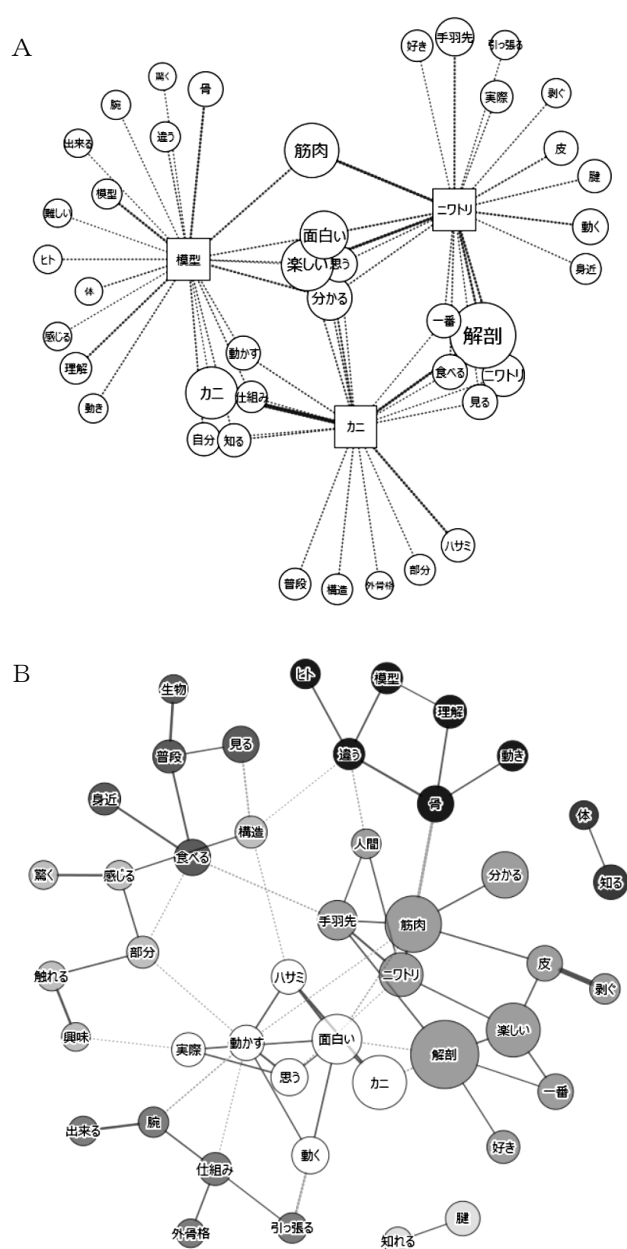 A
驚く
骨
腕
違う
出来る
模型
難しい
ヒト
体
感じる
理解
動き
模型
好き
手羽先
引っ張る
実際
剥ぐ
皮
腱
動く
身近
ニワトリ
筋肉
面白い
楽しい
思う
分かる
一番
解剖
食べる
ニワトリ
見る
動かす
カニ
仕組み
自分
知る
カニ
ハサミ
普段
構造
外骨格
部分
B
生物
普段
見る
身近
構造
食べる
驚く
感じる
部分
触れる
興味
ヒト
模型
理解
違う
動き
骨
体
知る
人間
分かる
手羽先
筋肉
ニワトリ
皮
剥ぐ
楽しい
解剖
一番
好き
ハサミ
実際
動かす
面白い
思う
カニ
動く
出来る
腕
仕組み
外骨格
引っ張る
腱
知れる